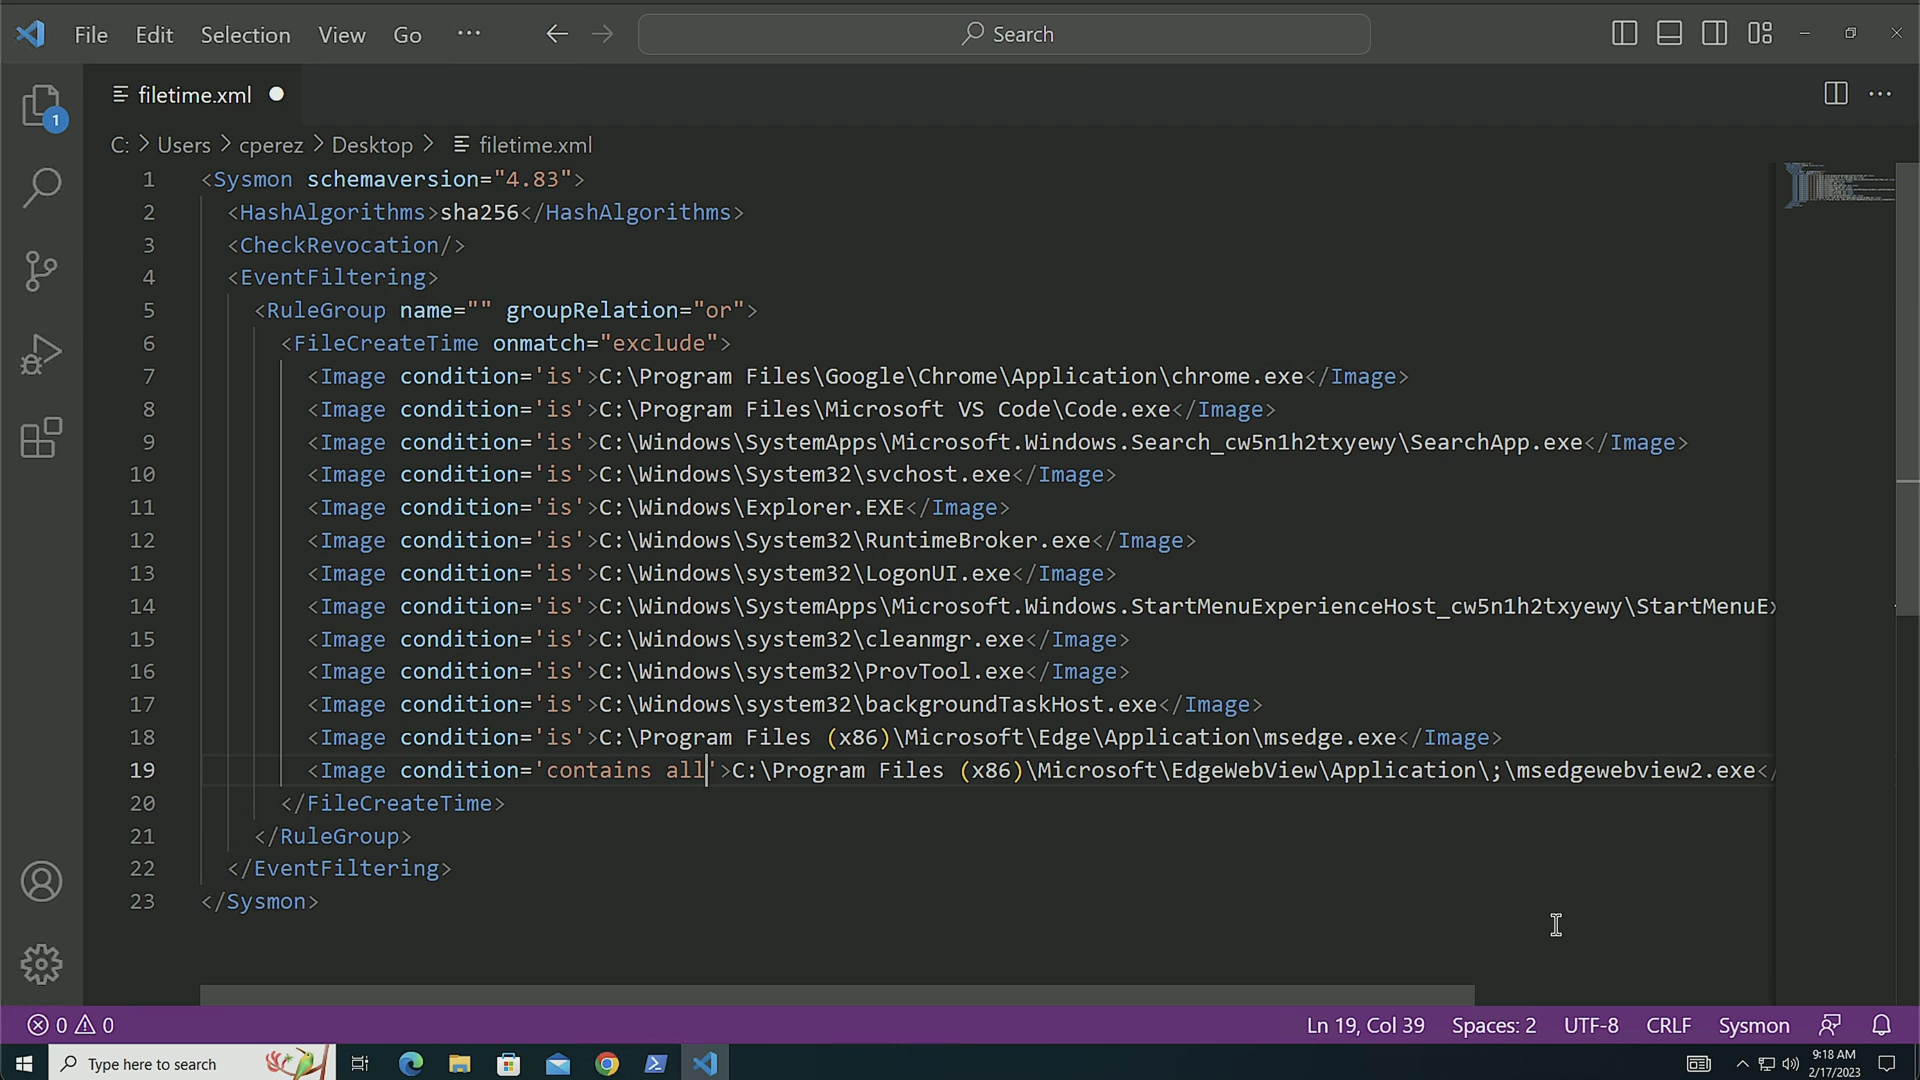 File Edit Selection View Go ··· Search
filetime.xml
1
C: > Users > cperez > Desktop > filetime.xml
1 <Sysmon schemaversion="4.83">
2 <HashAlgorithms>sha256</HashAlgorithms>
3 <CheckRevocation/>
4 <EventFiltering>
5 <RuleGroup name="" groupRelation="or">
6 <FileCreateTime onmatch="exclude">
7 <Image condition='is'>C:\Program Files\Google\Chrome\Application\chrome.exe</Image>
8 <Image condition='is'>C:\Program Files\Microsoft VS Code\Code.exe</Image>
9 <Image condition='is'>C:\Windows\SystemApps\Microsoft.Windows.Search_cw5n1h2txyewy\SearchApp.exe</Image>
10 <Image condition='is'>C:\Windows\System32\svchost.exe</Image>
11 <Image condition='is'>C:\Windows\Explorer.EXE</Image>
12 <Image condition='is'>C:\Windows\System32\RuntimeBroker.exe</Image>
13 <Image condition='is'>C:\Windows\system32\LogonUI.exe</Image>
14 <Image condition='is'>C:\Windows\SystemApps\Microsoft.Windows.StartMenuExperienceHost_cw5n1h2txyewy\StartMenuEx
15 <Image condition='is'>C:\Windows\system32\cleanmgr.exe</Image>
16 <Image condition='is'>C:\Windows\system32\ProvTool.exe</Image>
17 <Image condition='is'>C:\Windows\system32\backgroundTaskHost.exe</Image>
18 <Image condition='is'>C:\Program Files (x86)\Microsoft\Edge\Application\msedge.exe</Image>
19 <Image condition='contains all'>C:\Program Files (x86)\Microsoft\EdgeWebView\Application\;\msedgewebview2.exe</
20 </FileCreateTime>
21 </RuleGroup>
22 </EventFiltering>
23 </Sysmon>
0 0 Ln 19, Col 39 Spaces: 2 UTF-8 CRLF Sysmon
Type here to search
9:18 AM
2/17/2023